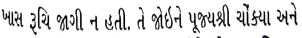 ખાસ રૂચિ જાગી ન હતી. તે જોઇને પૂજ્યશ્રી ચોંક્યા અને